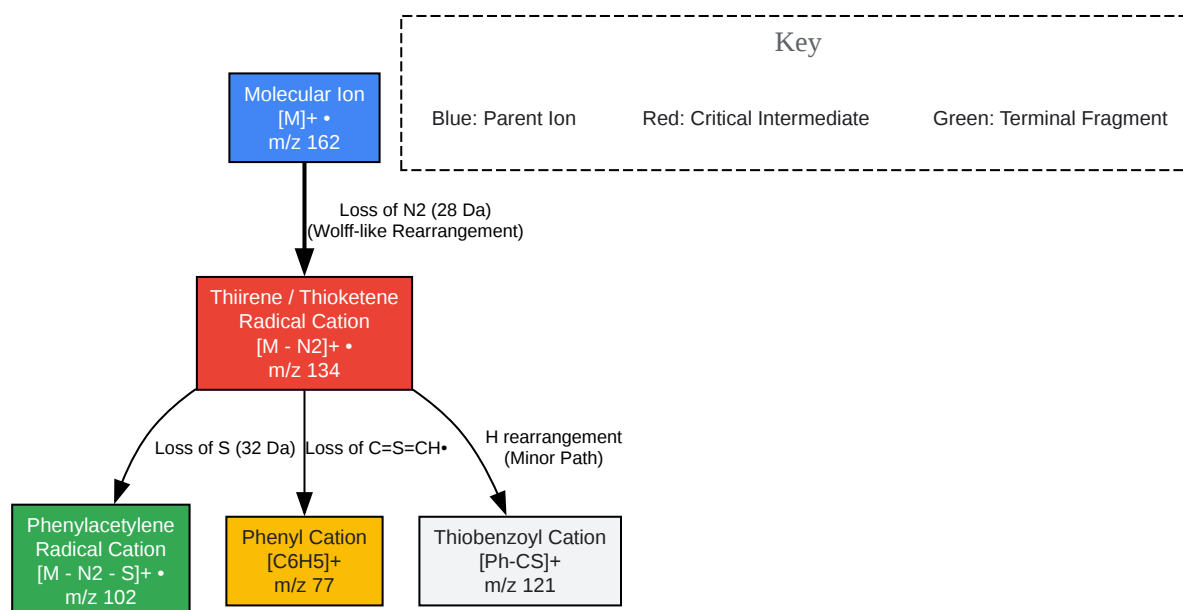 Key
Blue: Parent Ion
Red: Critical Intermediate
Green: Terminal Fragment
Molecular Ion
[M]+ •
m/z 162
Loss of N2 (28 Da)
(Wolff-like Rearrangement)
Thiirene / Thioketene
Radical Cation
[M - N2]+ •
m/z 134
Loss of S (32 Da)
Loss of C=S=CH•
H rearrangement
(Minor Path)
Phenylacetylene
Radical Cation
[M - N2 - S]+ •
m/z 102
Phenyl Cation
[C6H5]+
m/z 77
Thiobenzoyl Cation
[Ph-CS]+
m/z 121